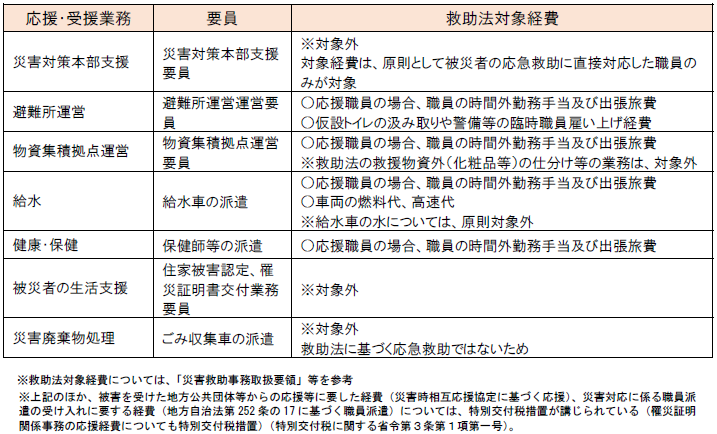 応援・受援業務 要員 救助法対象経費
災害対策本部支援 災害対策本部支援要員 ※対象外
対象経費は、原則として被災者の応急救助に直接対応した職員の
みが対象
避難所運営 避難所運営運営要員 ○応援職員の場合、職員の時間外勤務手当及び出張旅費
○仮設トイレの汲み取りや警備等の臨時職員雇い上げ経費
物資集積拠点運営 物資集積拠点運営要員 ○応援職員の場合、職員の時間外勤務手当及び出張旅費
※救助法の救援物資外(化粧品等)の仕分け等の業務は、対象外
給水 給水車の派遣 ○応援職員の場合、職員の時間外勤務手当及び出張旅費
○車両の燃料代、高速代
※給水車の水については、原則対象外
健康・保健 保健師等の派遣 ○応援職員の場合、職員の時間外勤務手当及び出張旅費
被災者の生活支援 住家被害認定、罹災証明書交付業務要員 ※対象外
災害廃棄物処理 ごみ収集車の派遣 ※対象外
救助法に基づく応急救助ではないため
※救助法対象経費については、「災害救助事務取扱要領」等を参考
※上記のほか、被害を受けた地方公共団体等からの応援等に要した経費(災害時相互応援協定に基づく応援)、災害対応に係る職員派
遣の受け入れに要する経費(地方自治法第252条の17に基づく職員派遣)については、特別交付税措置が講じられている(罹災証明
関係事務の応援経費についても特別交付税措置)(特別交付税に関する省令第3条第1項第一号)。